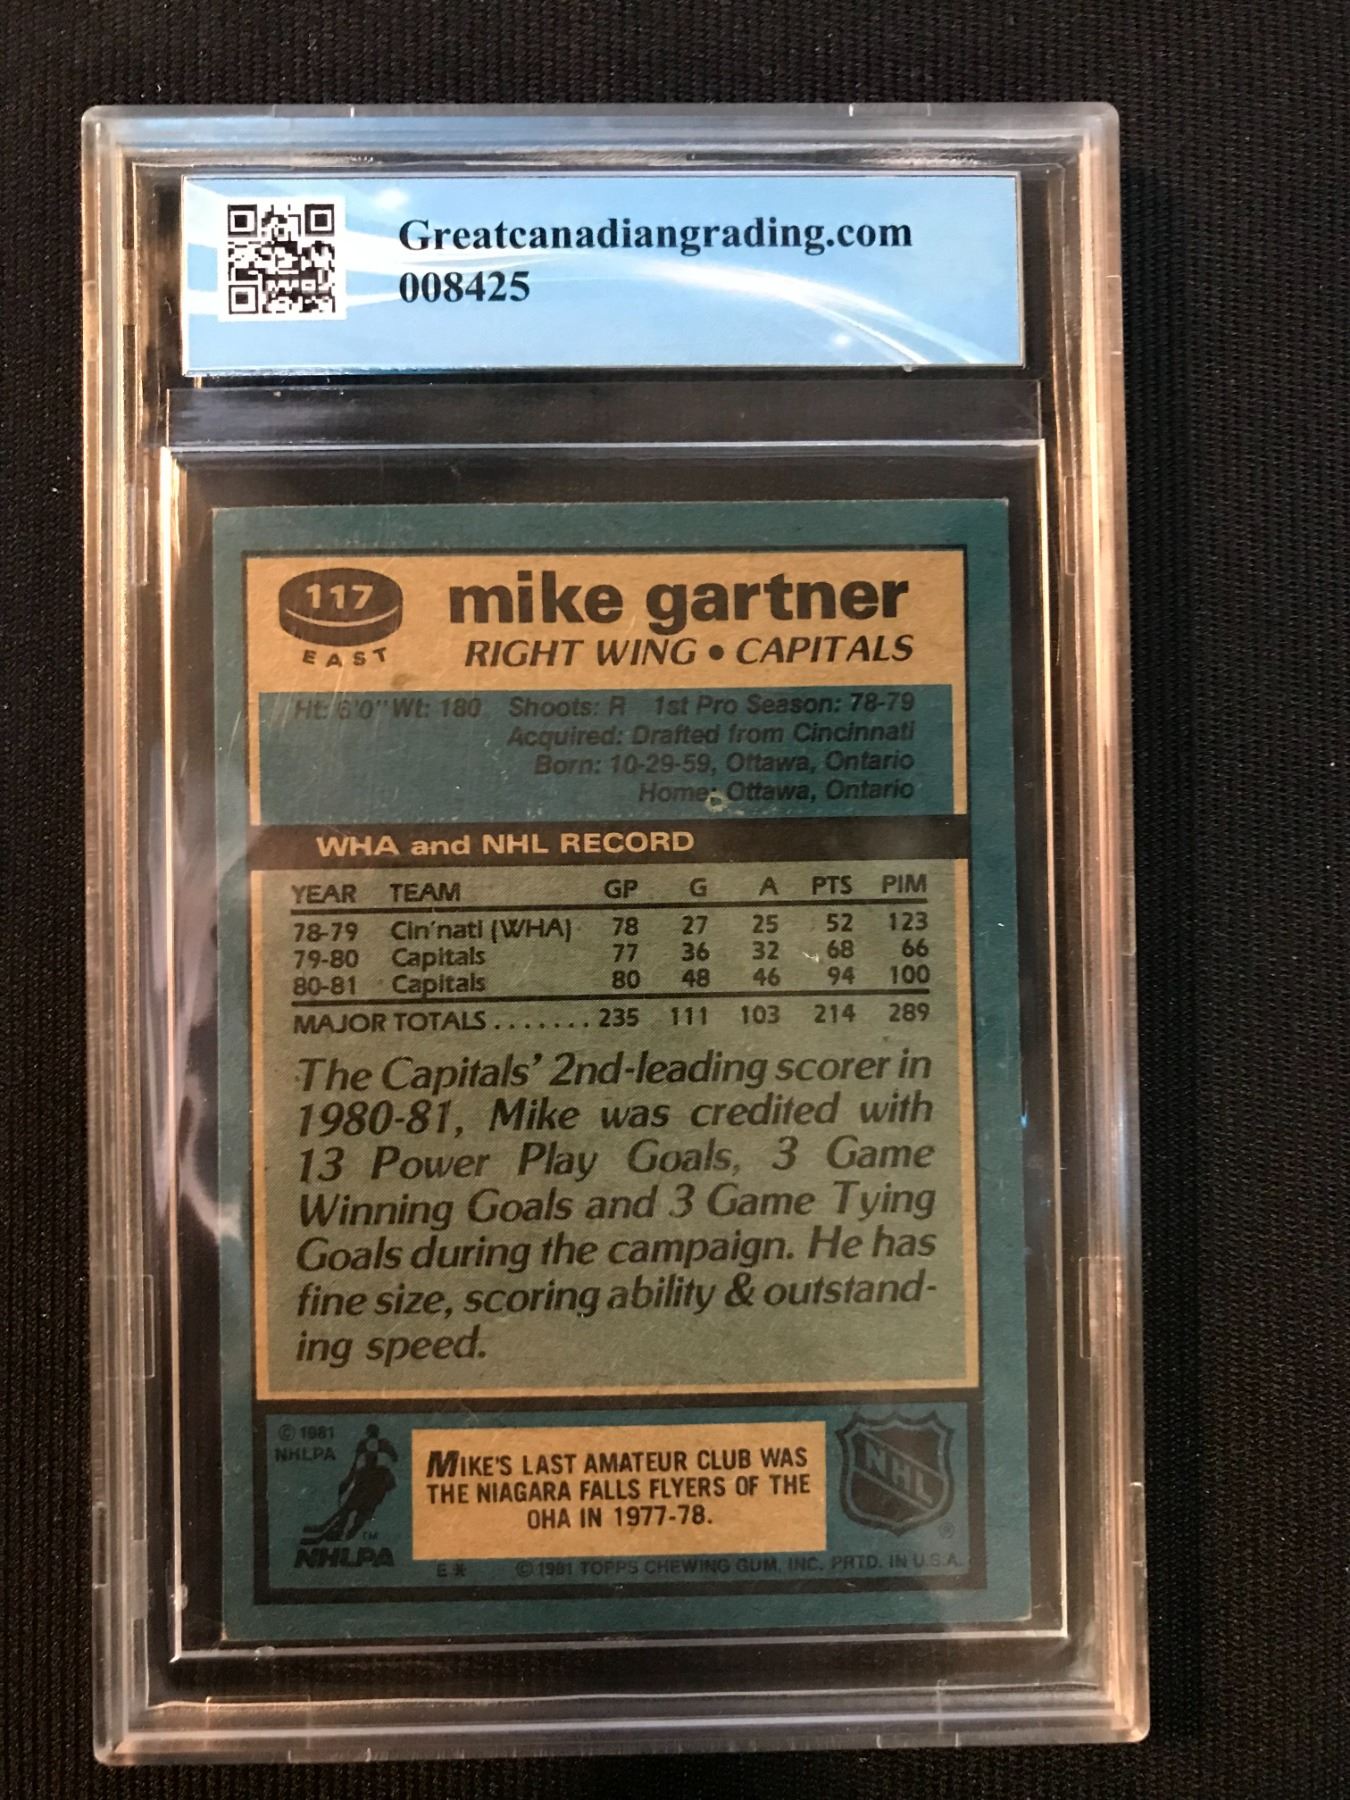 Greatcanadiangrading.com
008425
117
EAST
mike gartner
RIGHT WING • CAPITALS
Ht: 6'0" Wt: 180 Shoots: R 1st Pro Season: 78-79
Acquired: Drafted from Cincinnati
Born: 10-29-59, Ottawa, Ontario
Home: Ottawa, Ontario
WHA and NHL RECORD
YEAR TEAM GP G A PTS PIM
78-79 Cin'nati (WHA) 78 27 25 52 123
79-80 Capitals 77 36 32 68 66
80-81 Capitals 80 48 46 94 100
MAJOR TOTALS ....... 235 111 103 214 289
The Capitals' 2nd-leading scorer in
1980-81, Mike was credited with
13 Power Play Goals, 3 Game
Winning Goals and 3 Game Tying
Goals during the campaign. He has
fine size, scoring ability & outstand-
ing speed.
© 1981
NHLPA
TM
NHLPA
MIKE'S LAST AMATEUR CLUB WAS
THE NIAGARA FALLS FLYERS OF THE
OHA IN 1977-78.
NHL
®
E * © 1981 TOPPS CHEWING GUM, INC. PRTD. IN U.S.A.